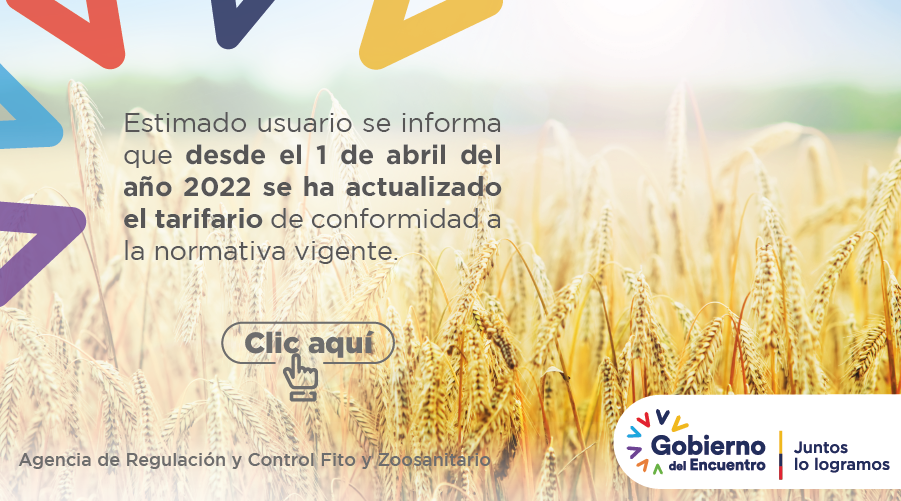 Estimado usuario se informa
que desde el 1 de abril del
año 2022 se ha actualizado
el tarifario de conformidad a
la normativa vigente.
Clic aquí
Agencia de Regulación y Control Fito y Zoosanitario
Gobierno
del Encuentro
Juntos
lo logramos